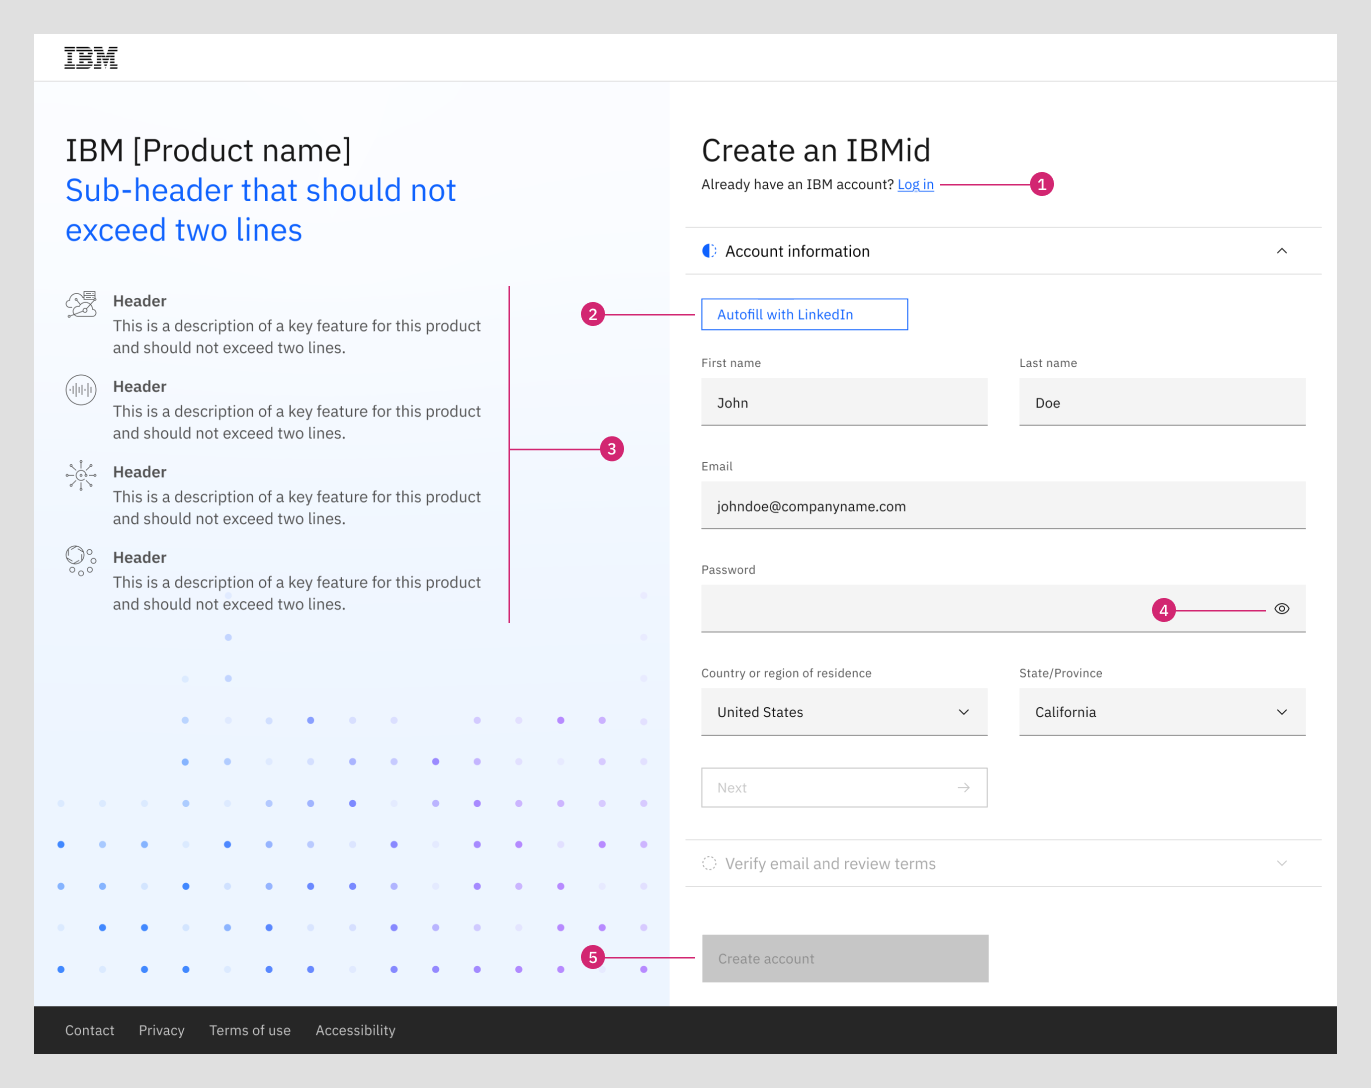 IBM
IBM [Product name]
Sub-header that should not
exceed two lines
Header
This is a description of a key feature for this product
and should not exceed two lines.
Header
This is a description of a key feature for this product
and should not exceed two lines.
Header
This is a description of a key feature for this product
and should not exceed two lines.
Header
This is a description of a key feature for this product
and should not exceed two lines.
3
Create an IBMid
Already have an IBM account? Log in
1
Account information
2
Autofill with LinkedIn
First name
Last name
John
Doe
Email
johndoe@companyname.com
Password
4
Country or region of residence
State/Province
United States
California
Next
Verify email and review terms
5
Create account
Contact Privacy Terms of use Accessibility